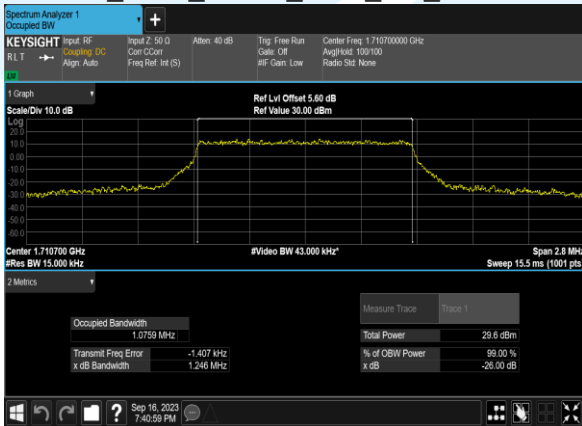 Spectrum Analyzer 1
Occupied BW
KEYSIGHT Input: RF Input Z: 50 Ω Atten: 40 dB Trig: Free Run Center Freq: 1.710700000 GHz
Coupling: DC Corr CCorr Gate: Off Avg|Hold: 100/100
RLT Align: Auto Freq Ref: Int (S) #IF Gain: Low Radio Std: None
1 Graph
Ref Lvl Offset 5.60 dB
Scale/Div 10.0 dB Ref Value 30.00 dBm
Log
20.0
10.0
0.00
-10.0
-20.0
-30.0
-40.0
-50.0
-60.0
Center 1.710700 GHz #Video BW 43.000 kHz* Span 2.8 MHz
#Res BW 15.000 kHz Sweep 15.5 ms (1001 pts)
2 Metrics
Measure Trace Trace 1
Occupied Bandwidth
1.0759 MHz Total Power 29.6 dBm
Transmit Freq Error -1.407 kHz % of OBW Power 99.00 %
x dB Bandwidth 1.246 MHz x dB -26.00 dB
? Sep 16, 2023
7:40:59 PM